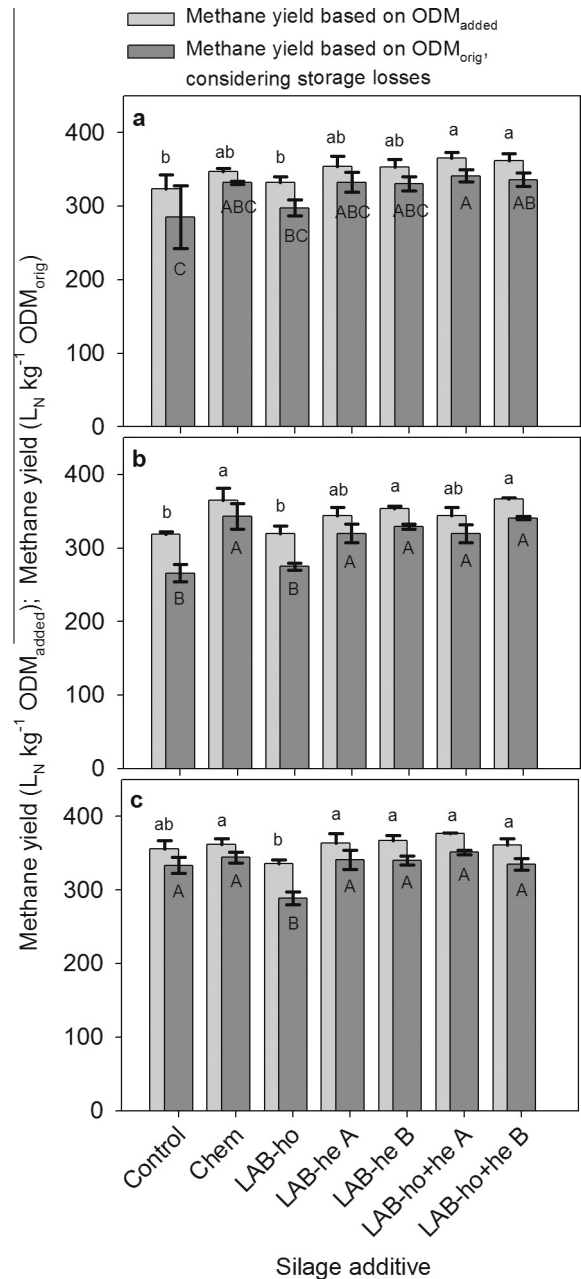 Methane yield based on ODMadded
Methane yield based on ODMorig,
considering storage losses
Methane yield (LN kg-1 ODMadded); Methane yield (LN kg-1 ODMorig)
a
400
300
200
100
0
b ab b ab ab a a
C ABC BC ABC ABC A AB
b
400
300
200
100
0
b a b ab a ab a
B A B A A A A
c
400
300
200
100
0
ab a b a a a a
A A B A A A A
Control
Chem
LAB-ho
LAB-he A
LAB-he B
LAB-ho+he A
LAB-ho+he B
Silage additive